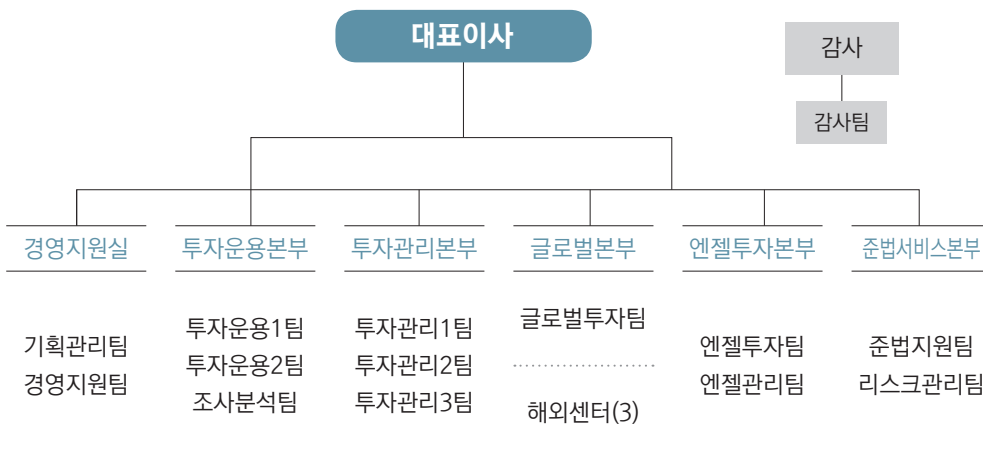 대표이사
감사
감사팀
경영지원실
투자운용본부
투자관리본부
글로벌본부
엔젤투자본부
준법서비스본부
기획관리팀
경영지원팀
투자운용1팀
투자운용2팀
조사분석팀
투자관리1팀
투자관리2팀
투자관리3팀
글로벌투자팀
해외센터(3)
엔젤투자팀
엔젤관리팀
준법지원팀
리스크관리팀